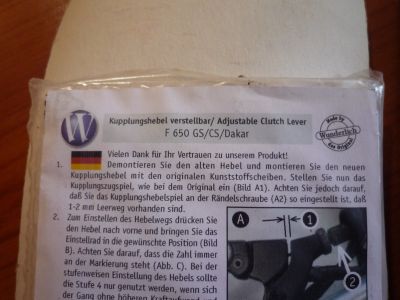 W
Kupplungshebel verstellbar/ Adjustable Clutch Lever
F 650 GS/CS/Dakar
Made by
Wunderlich
das Original
Vielen Dank für Ihr Vertrauen zu unserem Produkt!
1. Demontieren Sie den alten Hebel und montieren Sie den neuen
Kupplungshebel mit den originalen Kunststoffscheiben. Stellen Sie nun das
Kupplungszugspiel, wie bei dem Original ein (Bild A1). Achten Sie jedoch darauf,
daß Sie das Kupplungshebelspiel an der Rändelschraube (A2) so eingestellt ist, daß
1-2 mm Leerweg vorhanden sind.
2. Zum Einstellen des Hebelwegs drücken Sie
den Hebel nach vorne und bringen Sie das
Einstellrad in die gewünschte Position (Bild
B). Achten Sie darauf, dass die Zahl immer
an der Markierung steht (Abb. C). Bei der
stufenweisen Einstellung des Hebels sollte
die Stufe 4 nur genutzt werden, wenn sich
der Gang ohne höheren Kraftaufwand
A
1
2